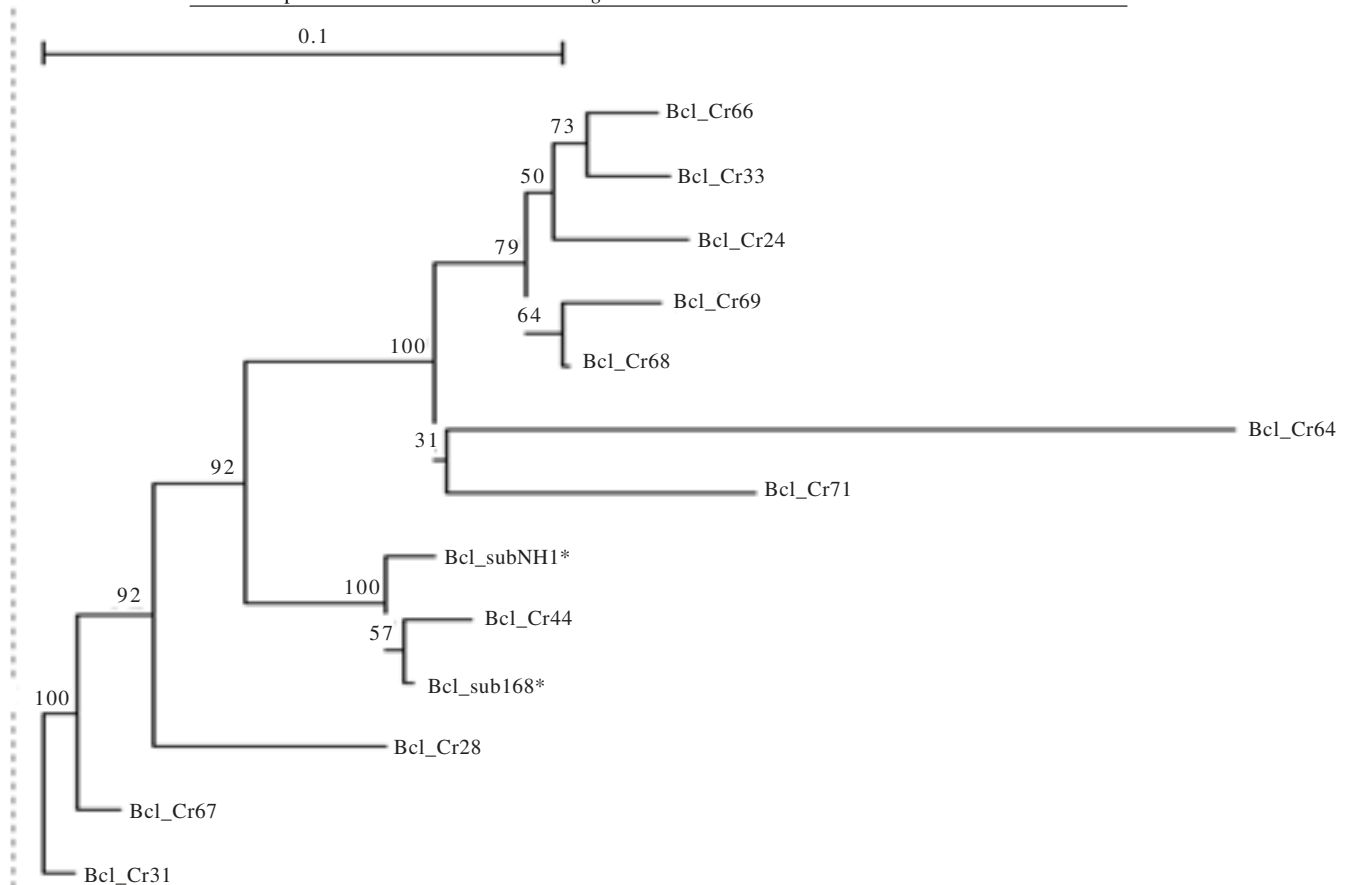 0.1
Bcl_Cr66
73
Bcl_Cr33
50
Bcl_Cr24
79
Bcl_Cr69
64
Bcl_Cr68
100
Bcl_Cr64
31
Bcl_Cr71
92
Bcl_subNH1*
100
Bcl_Cr44
92
57
Bcl_sub168*
100
Bcl_Cr28
Bcl_Cr67
Bcl_Cr31